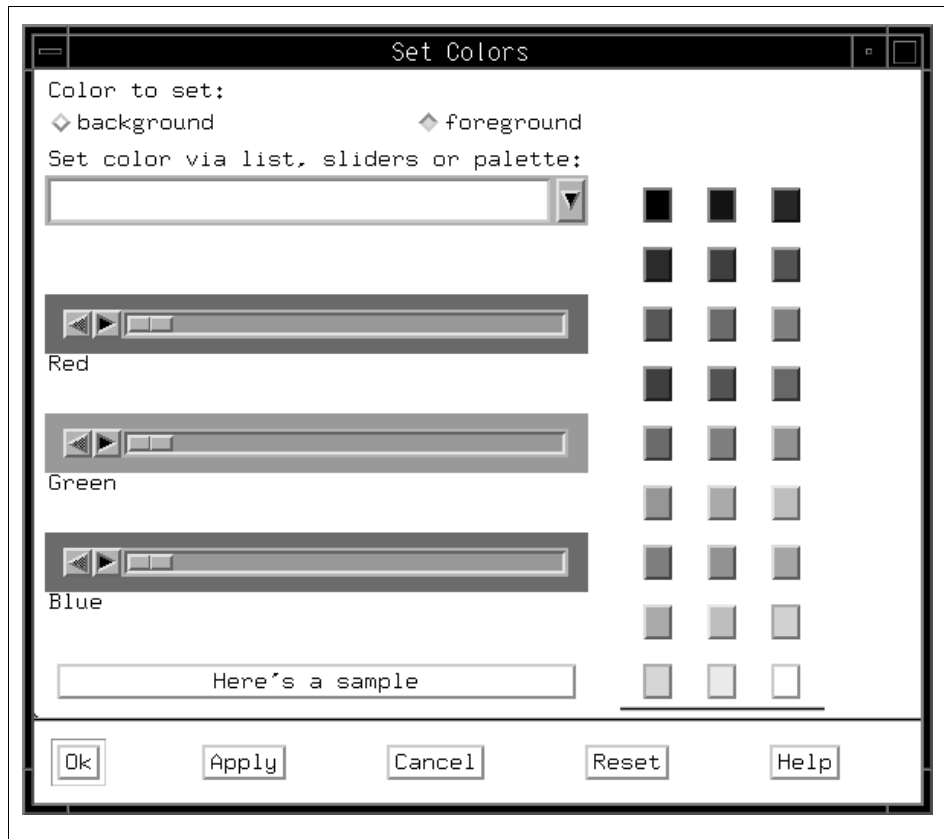 Set Colors
Color to set:
background foreground
Set color via list, sliders or palette:
Red
Green
Blue
Here's a sample
Ok Apply Cancel Reset Help